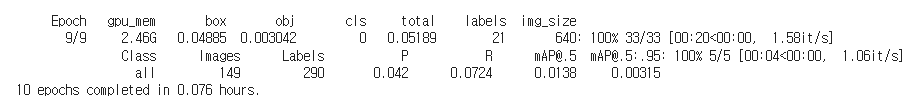 Epoch gpu_mem box obj cls total labels img_size
9/9 2.46G 0.04885 0.003042 0 0.05189 21 640: 100% 33/33 [00:20<00:00, 1.58it/s]
Class Images Labels P R mAP@.5 mAP@.5:.95: 100% 5/5 [00:04<00:00, 1.06it/s]
all 149 290 0.042 0.0724 0.0138 0.00315
10 epochs completed in 0.076 hours.